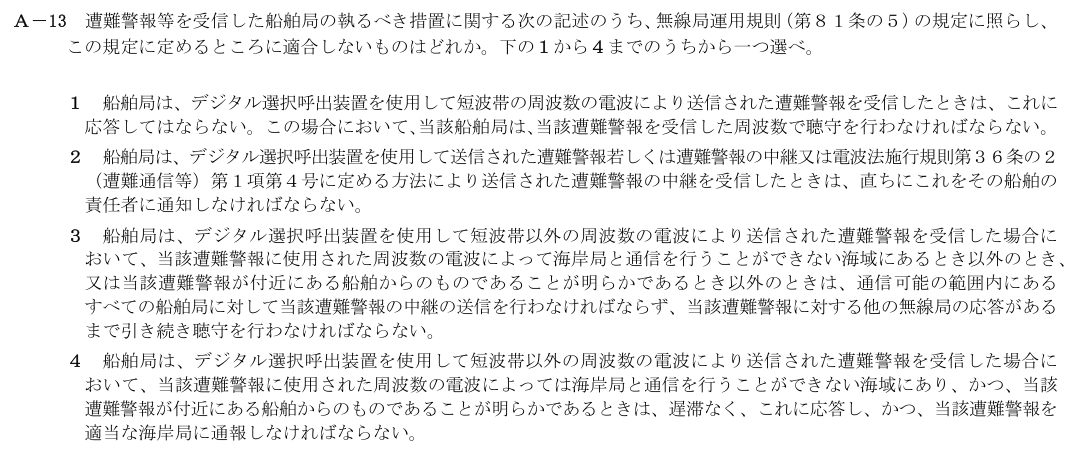 A－13　遭難警報等を受信した船舶局の執るべき措置に関する次の記述のうち、無線局運用規則（第８１条の５）の規定に照らし、
この規定に定めるところに適合しないものはどれか。下の１から４までのうちから一つ選べ。
1　船舶局は、デジタル選択呼出装置を使用して短波帯の周波数の電波により送信された遭難警報を受信したときは、これに
応答してはならない。この場合において、当該船舶局は、当該遭難警報を受信した周波数で聴守を行わなければならない。
2　船舶局は、デジタル選択呼出装置を使用して送信された遭難警報若しくは遭難警報の中継又は電波法施行規則第３６条の２
（遭難通信等）第１項第４号に定める方法により送信された遭難警報の中継を受信したときは、直ちにこれをその船舶の
責任者に通知しなければならない。
3　船舶局は、デジタル選択呼出装置を使用して短波帯以外の周波数の電波により送信された遭難警報を受信した場合に
おいて、当該遭難警報に使用された周波数の電波によって海岸局と通信を行うことができない海域にあるとき以外のとき、
又は当該遭難警報が付近にある船舶からのものであることが明らかであるとき以外のときは、通信可能の範囲内にある
すべての船舶局に対して当該遭難警報の中継の送信を行わなければならず、当該遭難警報に対する他の無線局の応答がある
まで引き続き聴守を行わなければならない。
4　船舶局は、デジタル選択呼出装置を使用して短波帯以外の周波数の電波により送信された遭難警報を受信した場合に
おいて、当該遭難警報に使用された周波数の電波によっては海岸局と通信を行うことができない海域にあり、かつ、当該
遭難警報が付近にある船舶からのものであることが明らかであるときは、遅滞なく、これに応答し、かつ、当該遭難警報を
適当な海岸局に通報しなければならない。